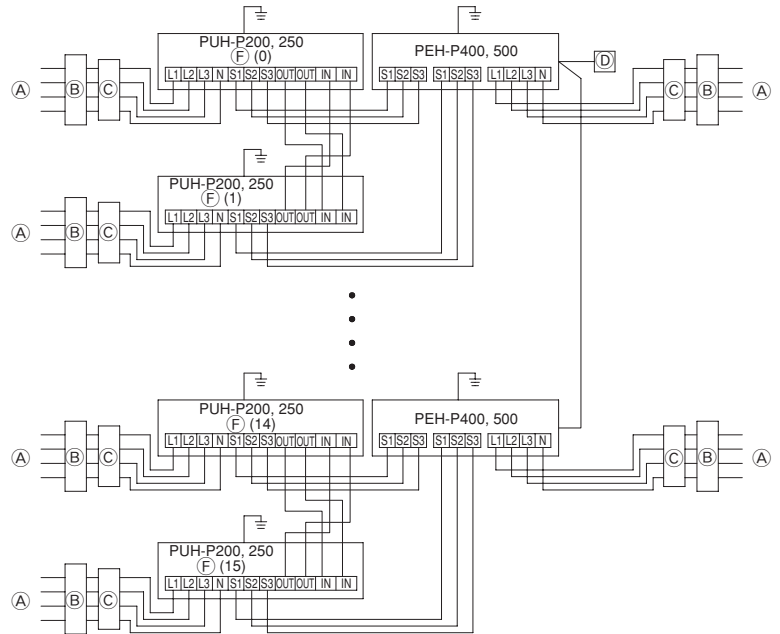 PUH-P200, 250
Ⓕ (0)
L1 L2 L3 N S1 S2 S3 OUT OUT IN IN
PEH-P400, 500
S1 S2 S3 S1 S2 S3 L1 L2 L3 N
Ⓓ
Ⓐ Ⓑ Ⓒ
Ⓒ Ⓑ Ⓐ
PUH-P200, 250
Ⓕ (1)
L1 L2 L3 N S1 S2 S3 OUT OUT IN IN
Ⓐ Ⓑ Ⓒ
PUH-P200, 250
Ⓕ (14)
L1 L2 L3 N S1 S2 S3 OUT OUT IN IN
PEH-P400, 500
S1 S2 S3 S1 S2 S3 L1 L2 L3 N
Ⓐ Ⓑ Ⓒ
Ⓒ Ⓑ Ⓐ
PUH-P200, 250
Ⓕ (15)
L1 L2 L3 N S1 S2 S3 OUT OUT IN IN
Ⓐ Ⓑ Ⓒ